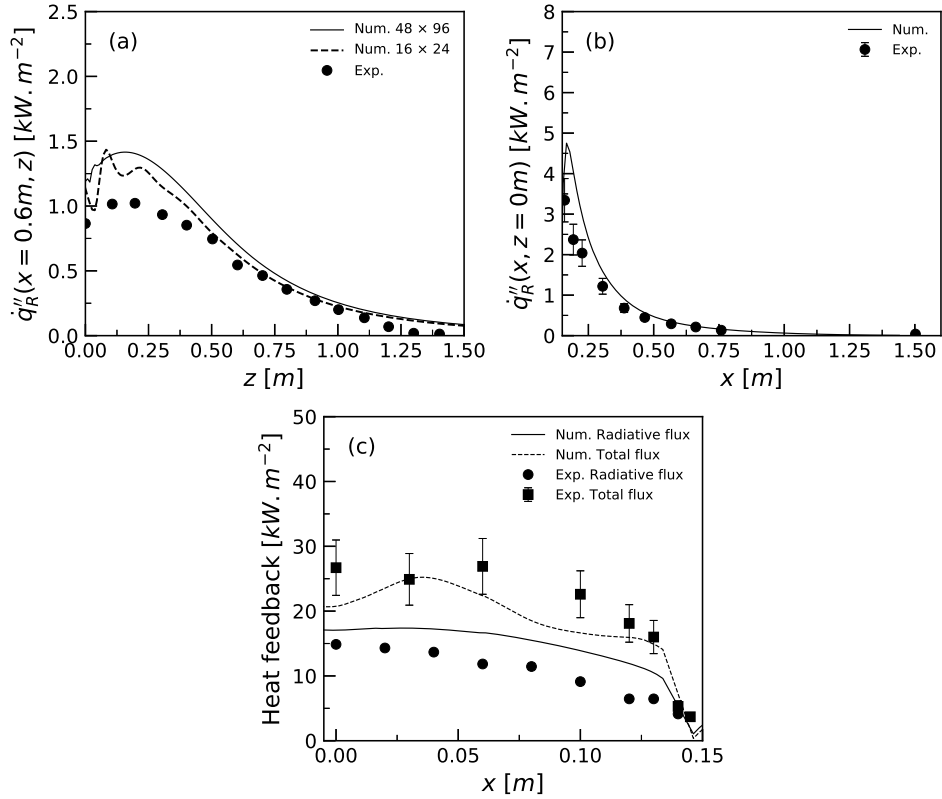 (a)
Num. 48 × 96
Num. 16 × 24
Exp.
2.5
2.0
1.5
1.0
0.5
0.0
q̇″R(x = 0.6m, z) [kW.m−2]
0.00 0.25 0.50 0.75 1.00 1.25 1.50
z [m]
(b)
Num.
Exp.
8
7
6
5
4
3
2
1
0
q̇″R(x, z = 0m) [kW.m−2]
0.25 0.50 0.75 1.00 1.25 1.50
x [m]
(c)
Num. Radiative flux
Num. Total flux
Exp. Radiative flux
Exp. Total flux
50
40
30
20
10
0
Heat feedback [kW.m−2]
0.00 0.05 0.10 0.15
x [m]